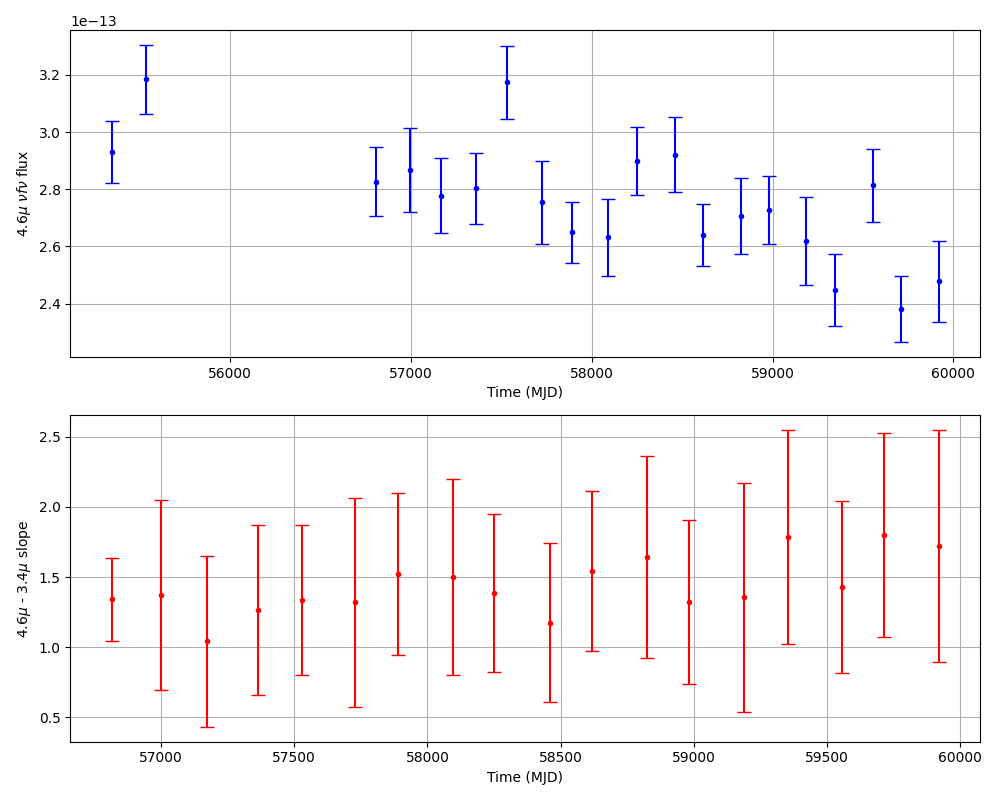 1e−13
3.2
3.0
2.8
2.6
2.4
4.6μ νfν flux
56000 57000 58000 59000 60000
Time (MJD)
2.5
2.0
1.5
1.0
0.5
4.6μ - 3.4μ slope
57000 57500 58000 58500 59000 59500 60000
Time (MJD)